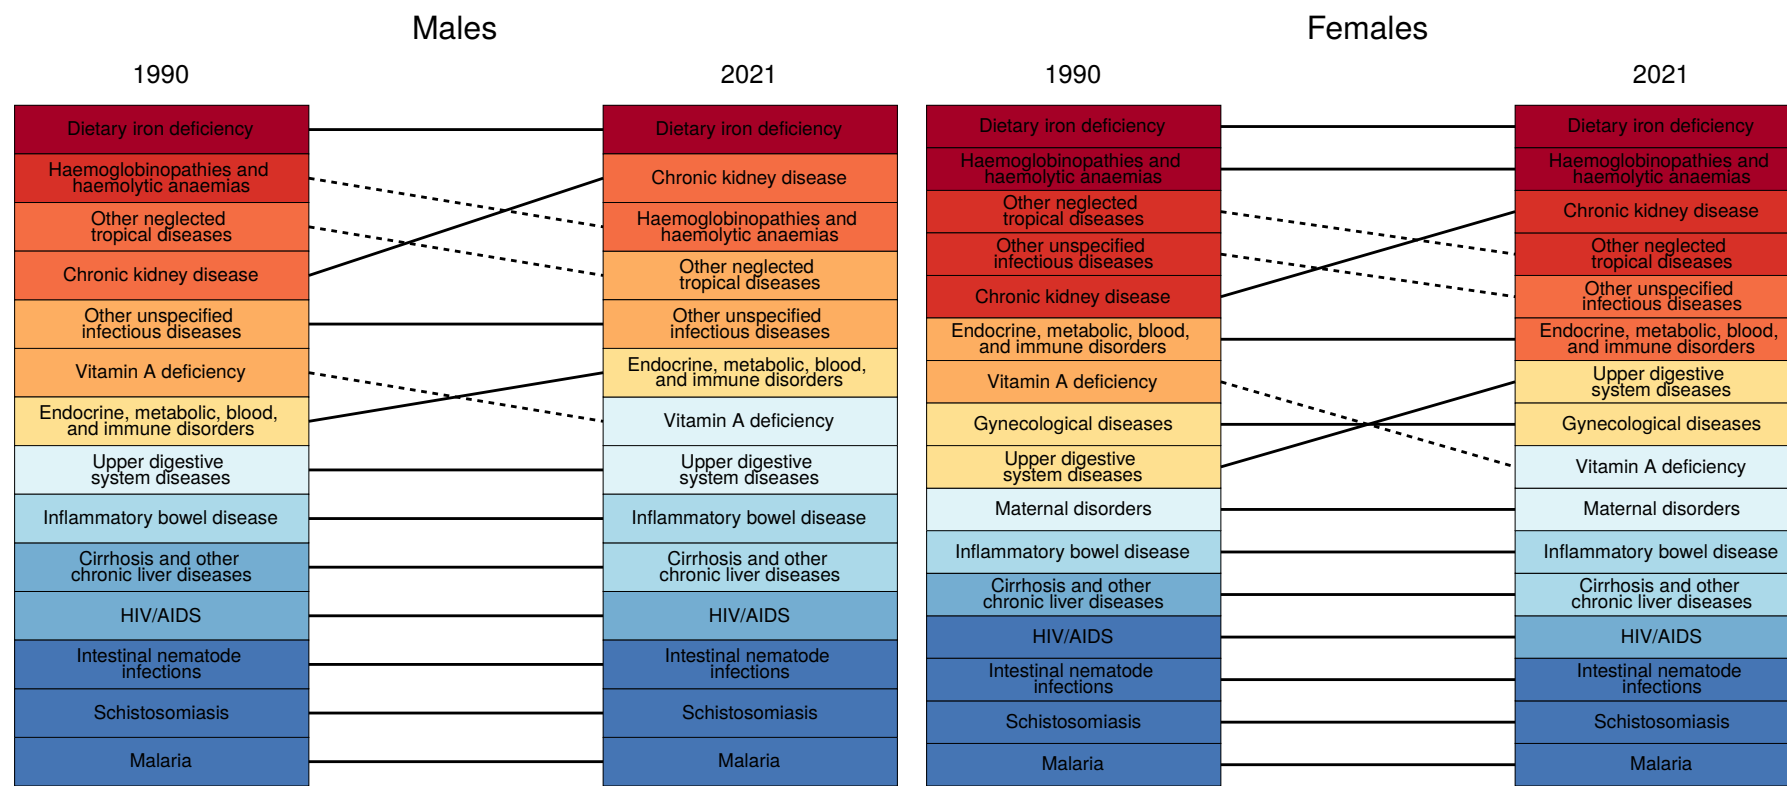 Males
1990
2021
Dietary iron deficiency
Haemoglobinopathies and
haemolytic anaemias
Other neglected
tropical diseases
Chronic kidney disease
Other unspecified
infectious diseases
Vitamin A deficiency
Endocrine, metabolic, blood,
and immune disorders
Upper digestive
system diseases
Inflammatory bowel disease
Cirrhosis and other
chronic liver diseases
HIV/AIDS
Intestinal nematode
infections
Schistosomiasis
Malaria
Dietary iron deficiency
Chronic kidney disease
Haemoglobinopathies and
haemolytic anaemias
Other neglected
tropical diseases
Other unspecified
infectious diseases
Endocrine, metabolic, blood,
and immune disorders
Vitamin A deficiency
Upper digestive
system diseases
Inflammatory bowel disease
Cirrhosis and other
chronic liver diseases
HIV/AIDS
Intestinal nematode
infections
Schistosomiasis
Malaria
Females
1990
2021
Dietary iron deficiency
Haemoglobinopathies and
haemolytic anaemias
Other neglected
tropical diseases
Other unspecified
infectious diseases
Chronic kidney disease
Endocrine, metabolic, blood,
and immune disorders
Vitamin A deficiency
Gynecological diseases
Upper digestive
system diseases
Maternal disorders
Inflammatory bowel disease
Cirrhosis and other
chronic liver diseases
HIV/AIDS
Intestinal nematode
infections
Schistosomiasis
Malaria
Dietary iron deficiency
Haemoglobinopathies and
haemolytic anaemias
Chronic kidney disease
Other neglected
tropical diseases
Other unspecified
infectious diseases
Endocrine, metabolic, blood,
and immune disorders
Upper digestive
system diseases
Gynecological diseases
Vitamin A deficiency
Maternal disorders
Inflammatory bowel disease
Cirrhosis and other
chronic liver diseases
HIV/AIDS
Intestinal nematode
infections
Schistosomiasis
Malaria